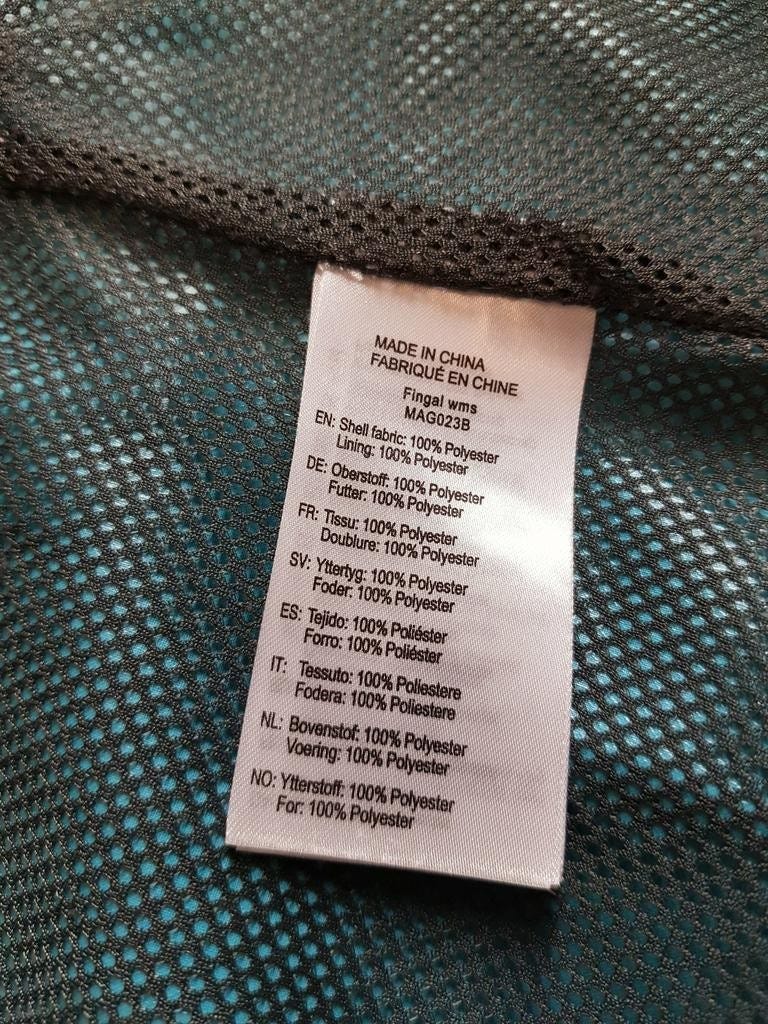 MADE IN CHINA
FABRIQUÉ EN CHINE
Fingal wms
MAG023B
EN: Shell fabric: 100% Polyester
Lining: 100% Polyester
DE: Oberstoff: 100% Polyester
Futter: 100% Polyester
FR: Tissu: 100% Polyester
Doublure: 100% Polyester
SV: Yttertyg: 100% Polyester
Foder: 100% Polyester
ES: Tejido: 100% Poliéster
Forro: 100% Poliéster
IT: Tessuto: 100% Poliestere
Fodera: 100% Poliestere
NL: Bovenstof: 100% Polyester
Voering: 100% Polyester
NO: Ytterstoff: 100% Polyester
For: 100% Polyester